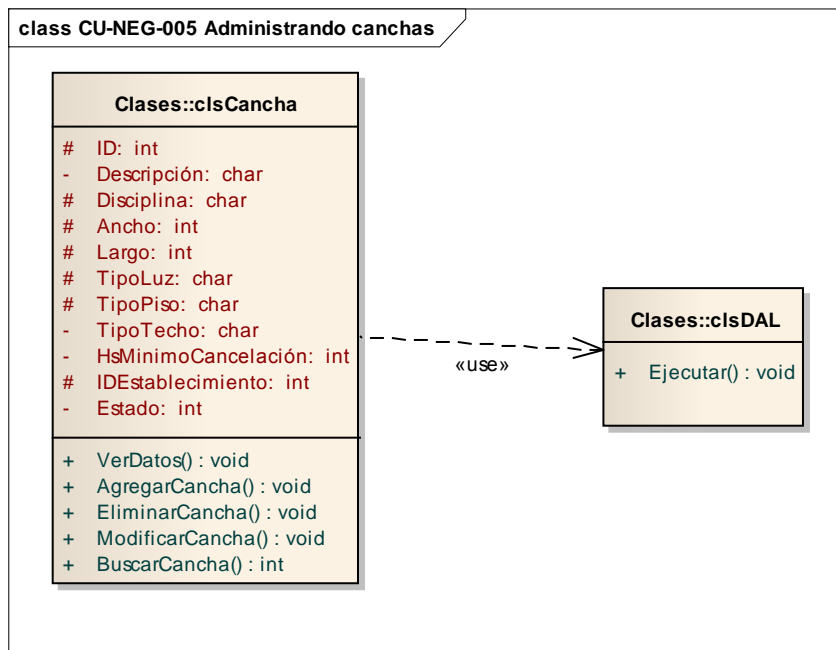 class CU-NEG-005 Administrando canchas
Clases::clsCancha
# ID: int
- Descripción: char
# Disciplina: char
# Ancho: int
# Largo: int
# TipoLuz: char
# TipoPiso: char
- TipoTecho: char
- HsMinimoCancelación: int
# IDEstablecimiento: int
- Estado: int
+ VerDatos() : void
+ AgregarCancha() : void
+ EliminarCancha() : void
+ ModificarCancha() : void
+ BuscarCancha() : int
«use»
Clases::clsDAL
+ Ejecutar() : void